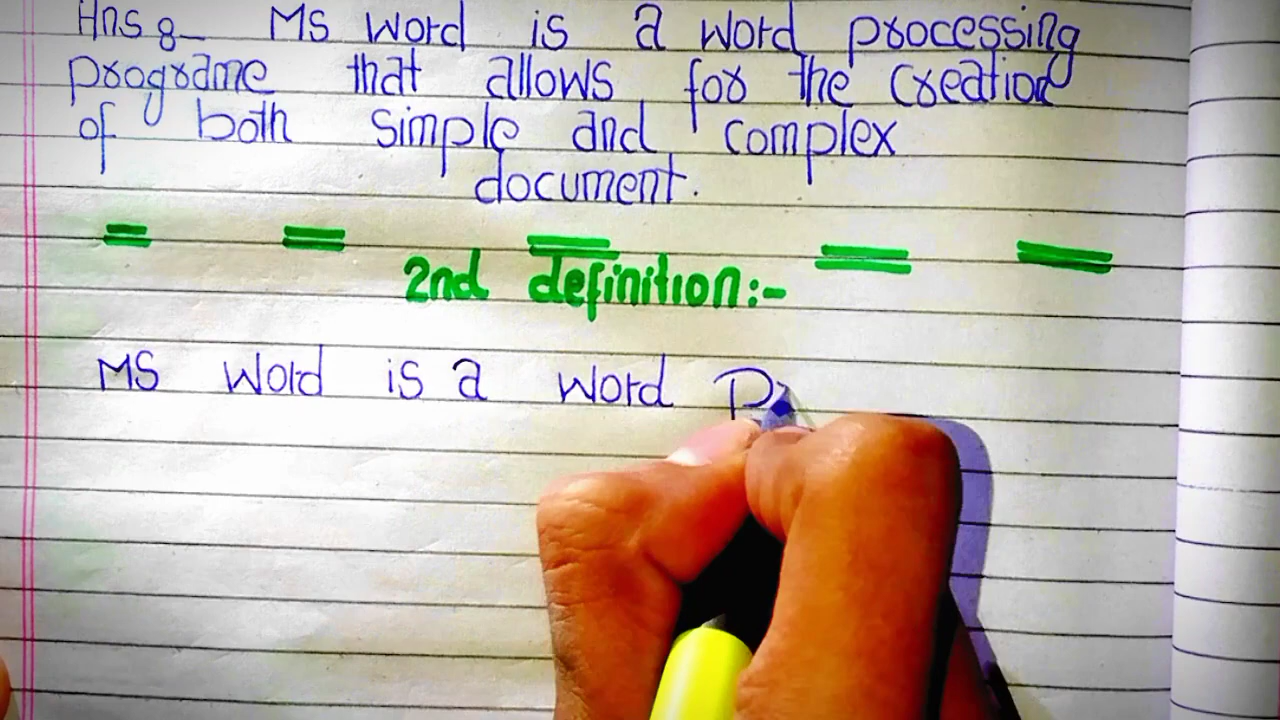 Ans:- Ms word is a word processing
programe that allows for the creation
of both simple and complex
document.
2nd definition:-
MS Word is a word Pr